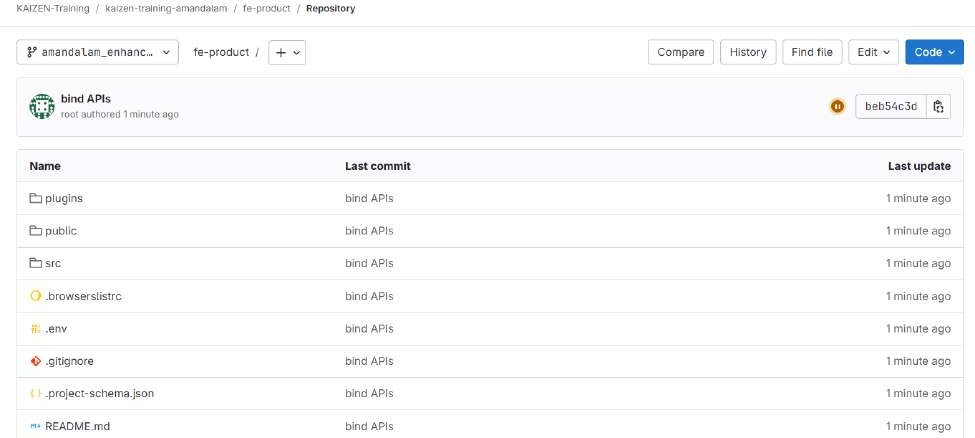 KAIZEN-Training / kaizen-training-amandalam / fe-product / Repository
amandalam_enhanc... fe-product / + Compare History Find file Edit Code
bind APIs
root authored 1 minute ago
beb54c3d
Name Last commit Last update
plugins bind APIs 1 minute ago
public bind APIs 1 minute ago
src bind APIs 1 minute ago
.browserslistrc bind APIs 1 minute ago
.env bind APIs 1 minute ago
.gitignore bind APIs 1 minute ago
.project-schema.json bind APIs 1 minute ago
README.md bind APIs 1 minute ago